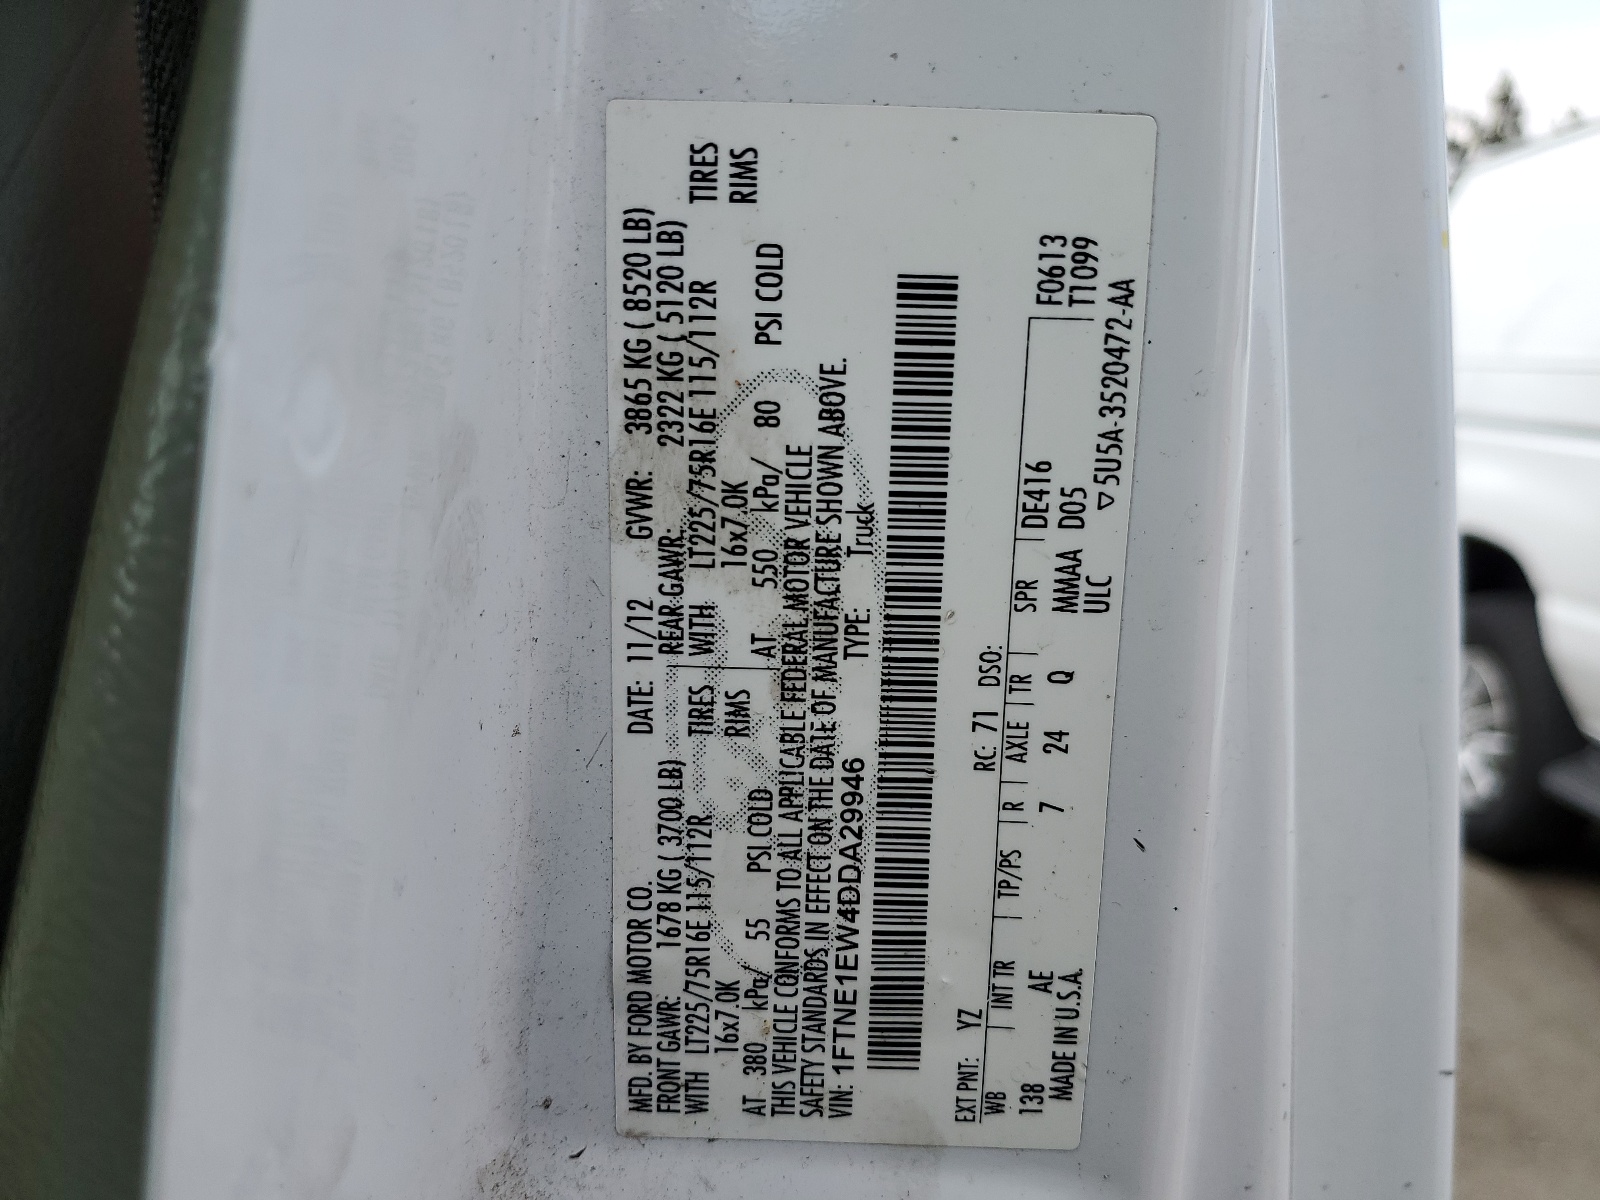 MFD. BY FORD MOTOR CO. DATE: 11/12 GVWR: 3865 KG ( 8520 LB)
FRONT GAWR: 1678 KG ( 3700 LB) REAR GAWR: 2322 KG ( 5120 LB)
WITH LT225/75R16E 115/112R TIRES WITH LT225/75R16E 115/112R TIRES
16x7.0K RIMS 16x7.0K RIMS
AT 380 kPa/ 55 PSI COLD AT 550 kPa/ 80 PSI COLD
THIS VEHICLE CONFORMS TO ALL APPLICABLE FEDERAL MOTOR VEHICLE
SAFETY STANDARDS IN EFFECT ON THE DATE OF MANUFACTURE SHOWN ABOVE.
VIN: 1FTNE1EW4DDA29946 TYPE: Truck
EXT PNT: YZ RC: 71 DSO:
WB INT TR TP/PS R AXLE TR SPR DE416 F0613
138 AE 7 24 Q MMAA D05 T1099
MADE IN U.S.A. ULC ▽5U5A-3520472-AA